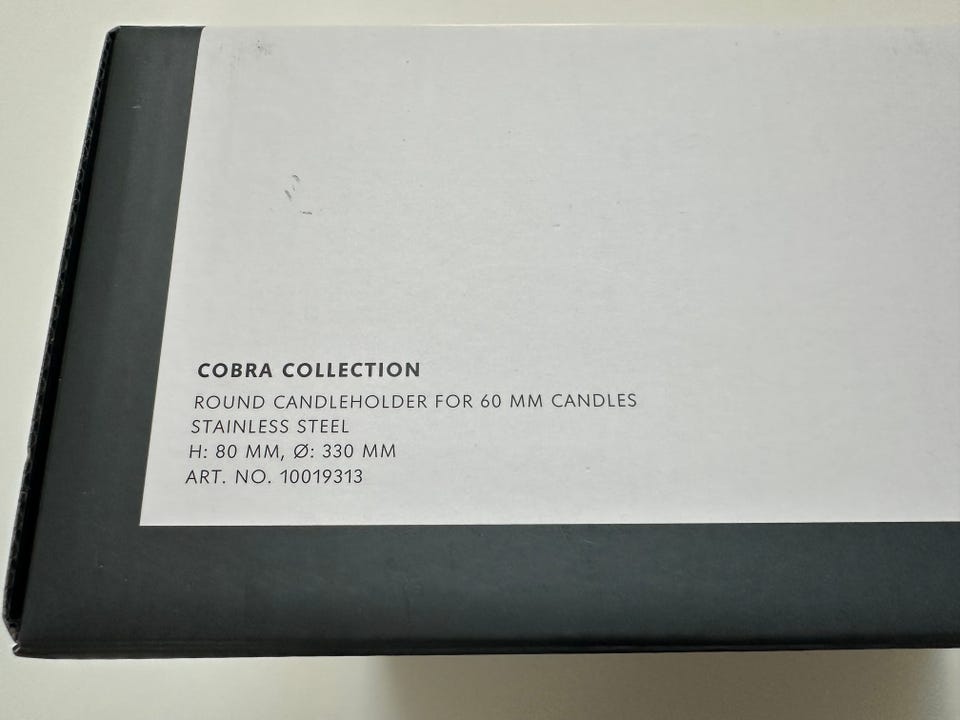 COBRA COLLECTION
ROUND CANDLEHOLDER FOR 60 MM CANDLES
STAINLESS STEEL
H: 80 MM, Ø: 330 MM
ART. NO. 10019313